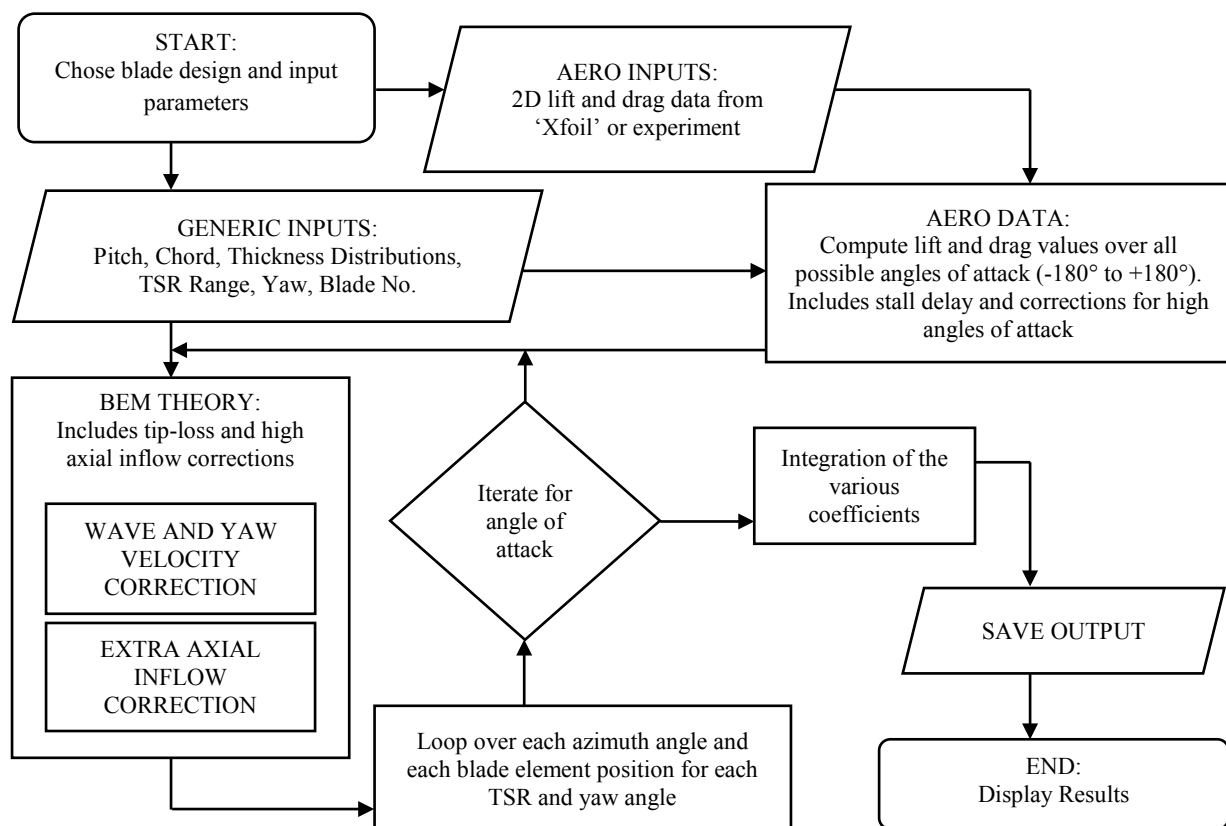 START:
Chose blade design and input
parameters
AERO INPUTS:
2D lift and drag data from
‘Xfoil’ or experiment
GENERIC INPUTS:
Pitch, Chord, Thickness Distributions,
TSR Range, Yaw, Blade No.
AERO DATA:
Compute lift and drag values over all
possible angles of attack (-180° to +180°).
Includes stall delay and corrections for high
angles of attack
BEM THEORY:
Includes tip-loss and high
axial inflow corrections
WAVE AND YAW
VELOCITY
CORRECTION
EXTRA AXIAL
INFLOW
CORRECTION
Iterate for
angle of
attack
Integration of the
various
coefficients
SAVE OUTPUT
Loop over each azimuth angle and
each blade element position for each
TSR and yaw angle
END:
Display Results